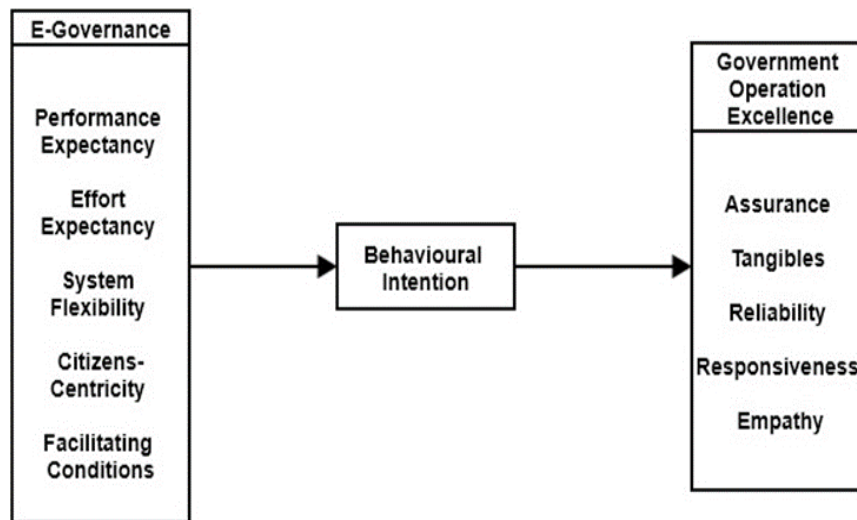 E-Governance
Performance
Expectancy
Effort
Expectancy
System
Flexibility
Citizens-
Centricity
Facilitating
Conditions
Behavioural
Intention
Government
Operation
Excellence
Assurance
Tangibles
Reliability
Responsiveness
Empathy